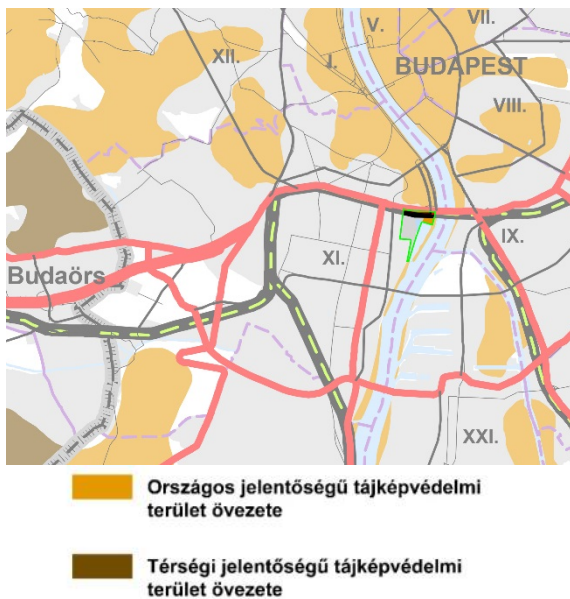 V.
VII.
XII.
I.
BUDAPEST
VIII.
IX.
XI.
Budaörs
XXI.
Országos jelentőségű tájképvédelmi
terület övezete
Térségi jelentőségű tájképvédelmi
terület övezete